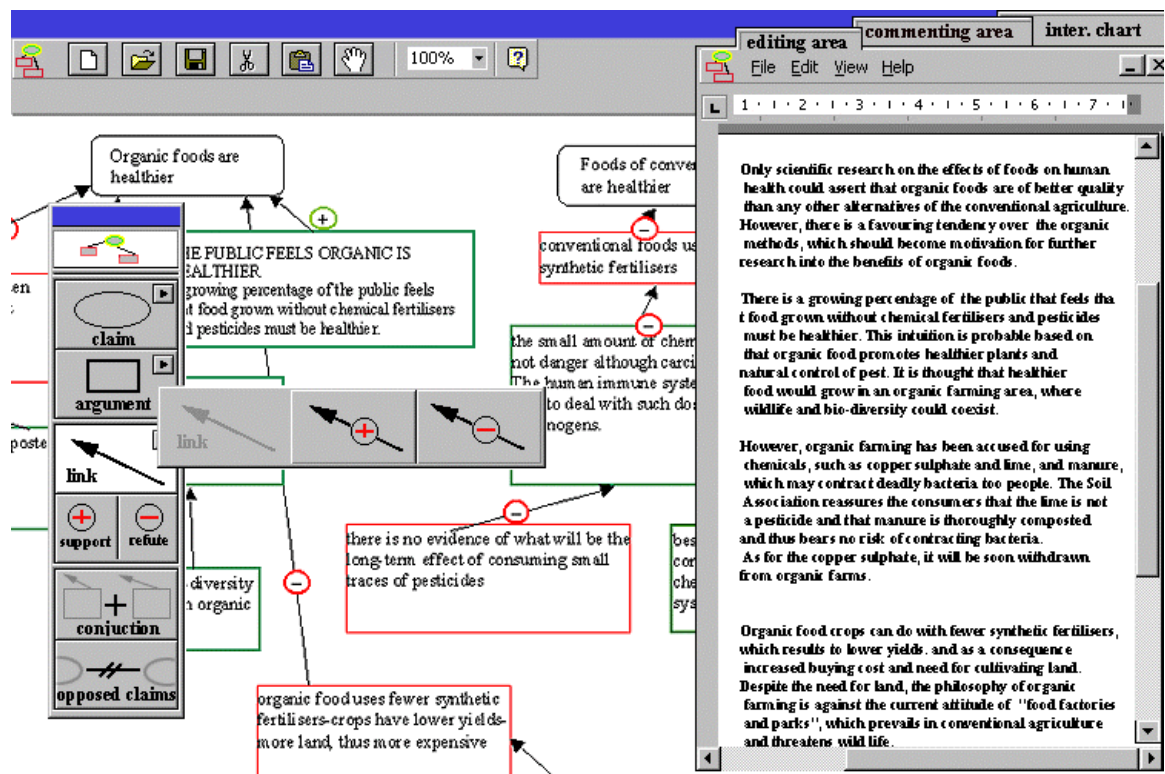 commenting area
inter. chart
editing area
100%
File Edit View Help
L
1 2 3 4 5 6 7
Organic foods are
healthier
Foods of conven
are healthier
+
-
HE PUBLIC FEELS ORGANIC IS
EALTHIER
growing percentage of the public feels
t food grown without chemical fertilisers
d pesticides must be healthier.
conventional foods us
synthetic fertilisers
-
the small amount of chem
not danger although carci
The human immune syste
to deal with such dos
nogens.
en
claim
argument
poste
link
link
+
-
+
-
support
refute
-
there is no evidence of what will be the
long-term effect of consuming small
traces of pesticides
bes
con
che
sys
-
diversity
n organic
+
conjuction
opposed claims
organic food uses fewer synthetic
fertilisers-crops have lower yields-
more land, thus more expensive
Only scientific research on the effects of foods on human
health could assert that organic foods are of better quality
than any other alternatives of the conventional agriculture.
However, there is a favouring tendency over the organic
methods, which should become motivation for further
research into the benefits of organic foods.
There is a growing percentage of the public that feels tha
t food grown without chemical fertilisers and pesticides
must be healthier. This intuition is probable based on
that organic food promotes healthier plants and
natural control of pest. It is thought that healthier
food would grow in an organic farming area, where
wildlife and bio-diversity could coexist.
However, organic farming has been accused for using
chemicals, such as copper sulphate and lime, and manure,
which may contract deadly bacteria too people. The Soil
Association reassures the consumers that the lime is not
a pesticide and that manure is thoroughly composted
and thus bears no risk of contracting bacteria.
As for the copper sulphate, it will be soon withdrawn
from organic farms.
Organic food crops can do with fewer synthetic fertilisers,
which results to lower yields. and as a consequence
increased buying cost and need for cultivating land.
Despite the need for land, the philosophy of organic
farming is against the current attitude of "food factories
and parks", which prevails in conventional agriculture
and threatens wild life.